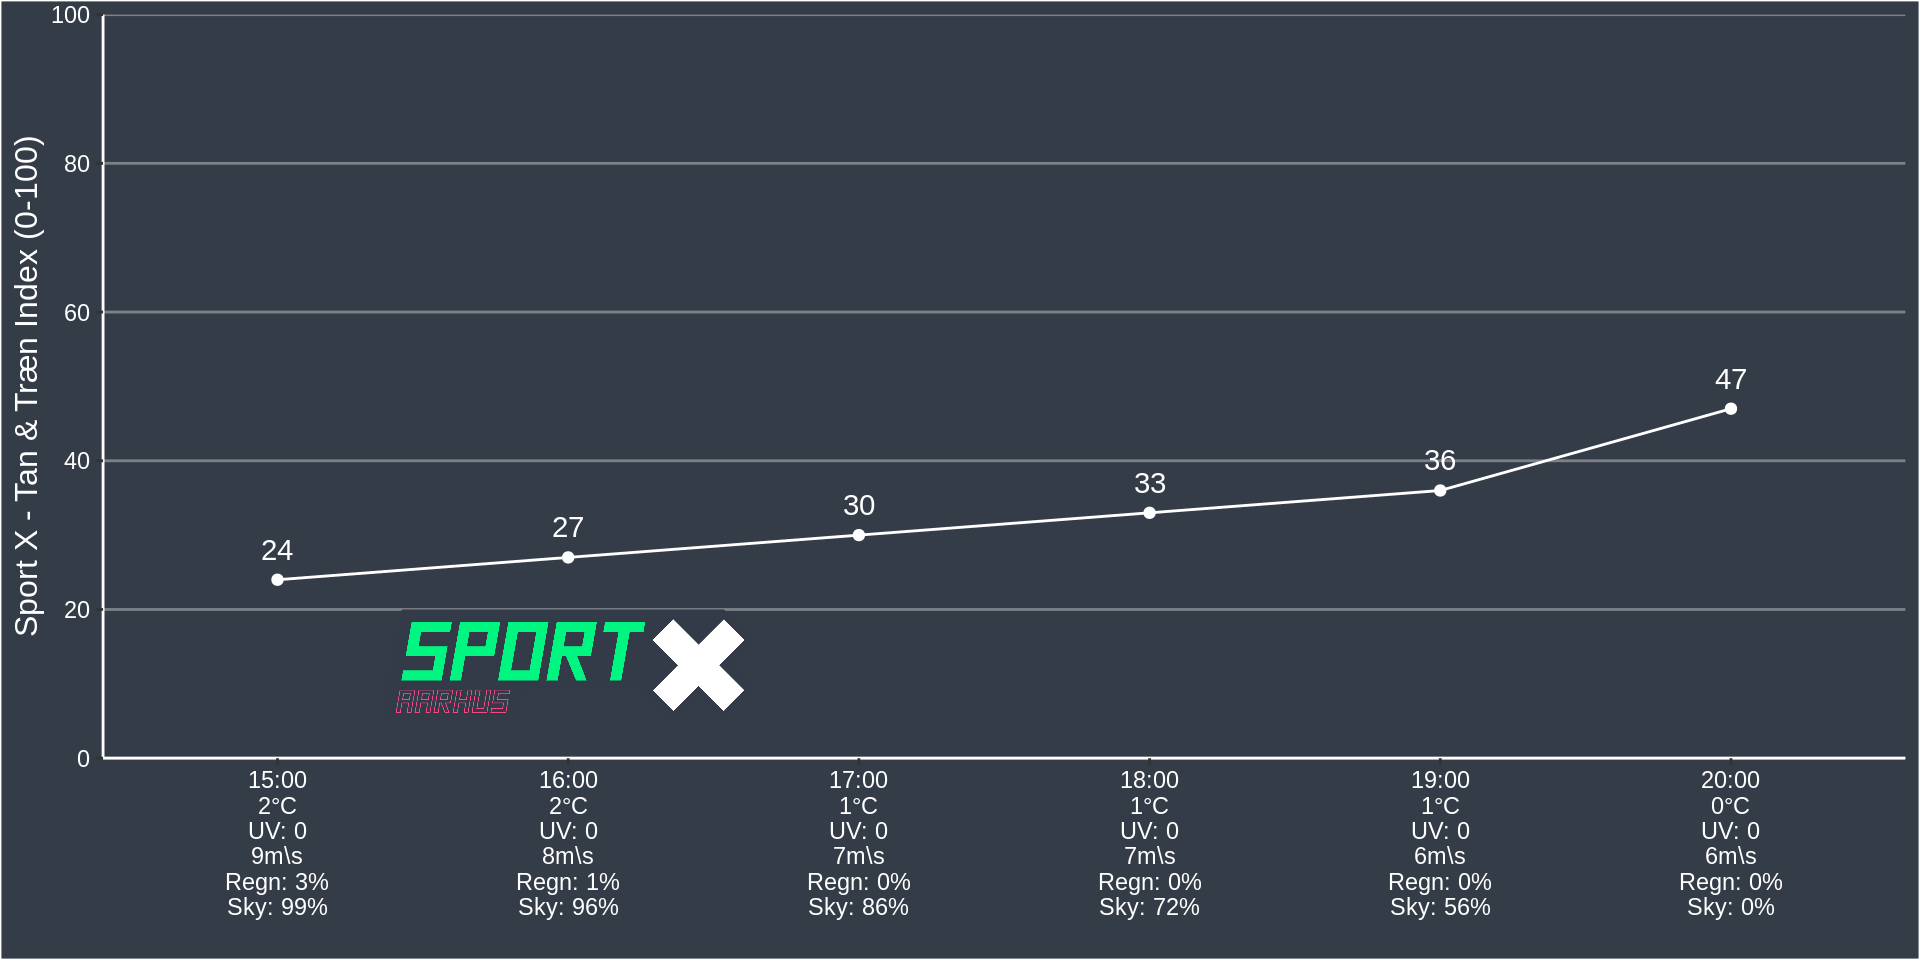 Sport X - Tan & Træn Index (0-100)
100
80
60
40
20
0
24
27
30
33
36
47
SPORT X
AARHUS
15:00
2°C
UV: 0
9m\s
Regn: 3%
Sky: 99%
16:00
2°C
UV: 0
8m\s
Regn: 1%
Sky: 96%
17:00
1°C
UV: 0
7m\s
Regn: 0%
Sky: 86%
18:00
1°C
UV: 0
7m\s
Regn: 0%
Sky: 72%
19:00
1°C
UV: 0
6m\s
Regn: 0%
Sky: 56%
20:00
0°C
UV: 0
6m\s
Regn: 0%
Sky: 0%